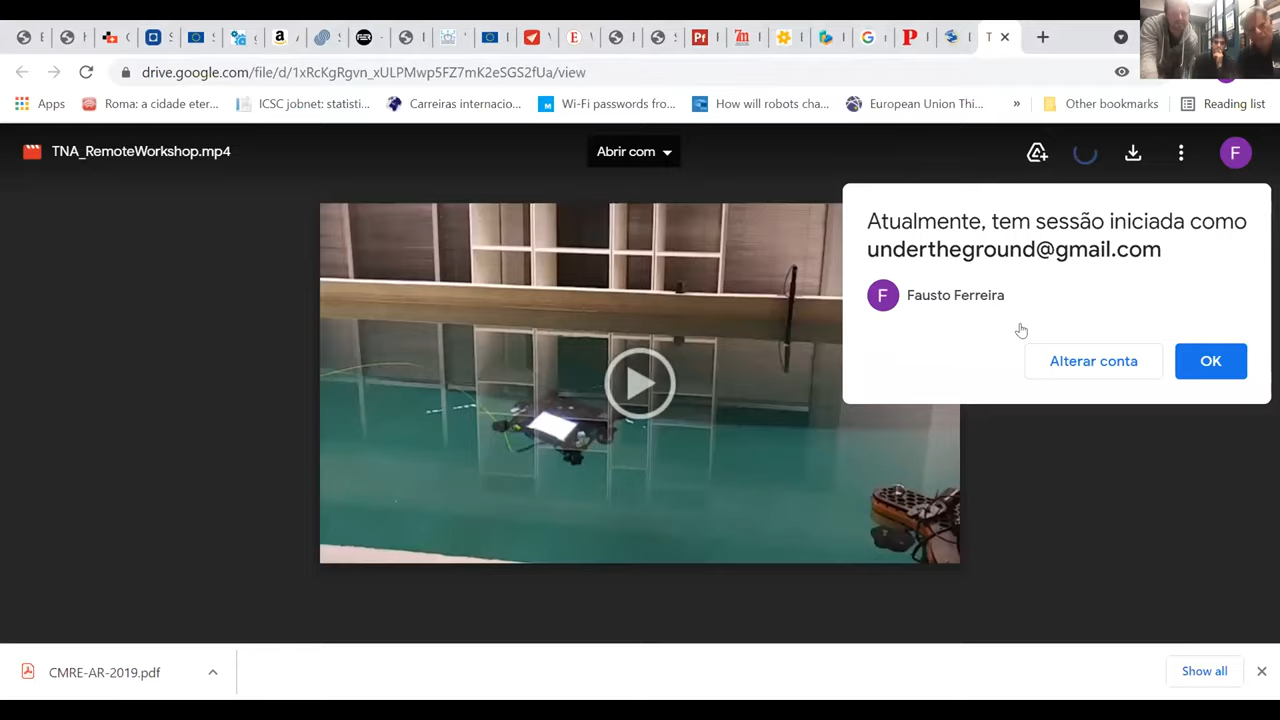 drive.google.com/file/d/1xRcKgRgvn_xULPMwp5FZ7mK2eSGS2fUa/view
Apps
Roma: a cidade eter...
ICSC jobnet: statisti...
Carreiras internacio...
Wi-Fi passwords fro...
How will robots cha...
European Union Thi...
»
Other bookmarks
Reading list
TNA_RemoteWorkshop.mp4
Abrir com
F
Atualmente, tem sessão iniciada como
undertheground@gmail.com
F
Fausto Ferreira
Alterar conta
OK
CMRE-AR-2019.pdf
Show all